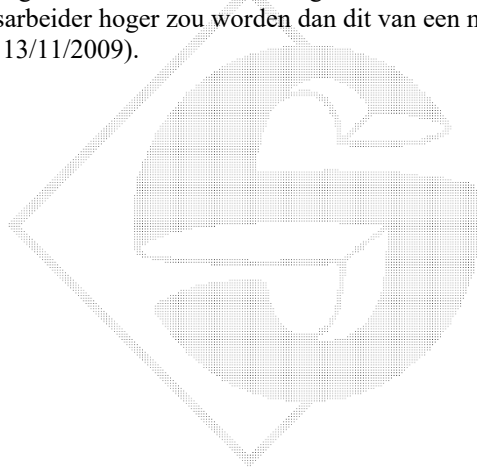 sarbeider hoger zou worden dan dit van een
13/11/2009).